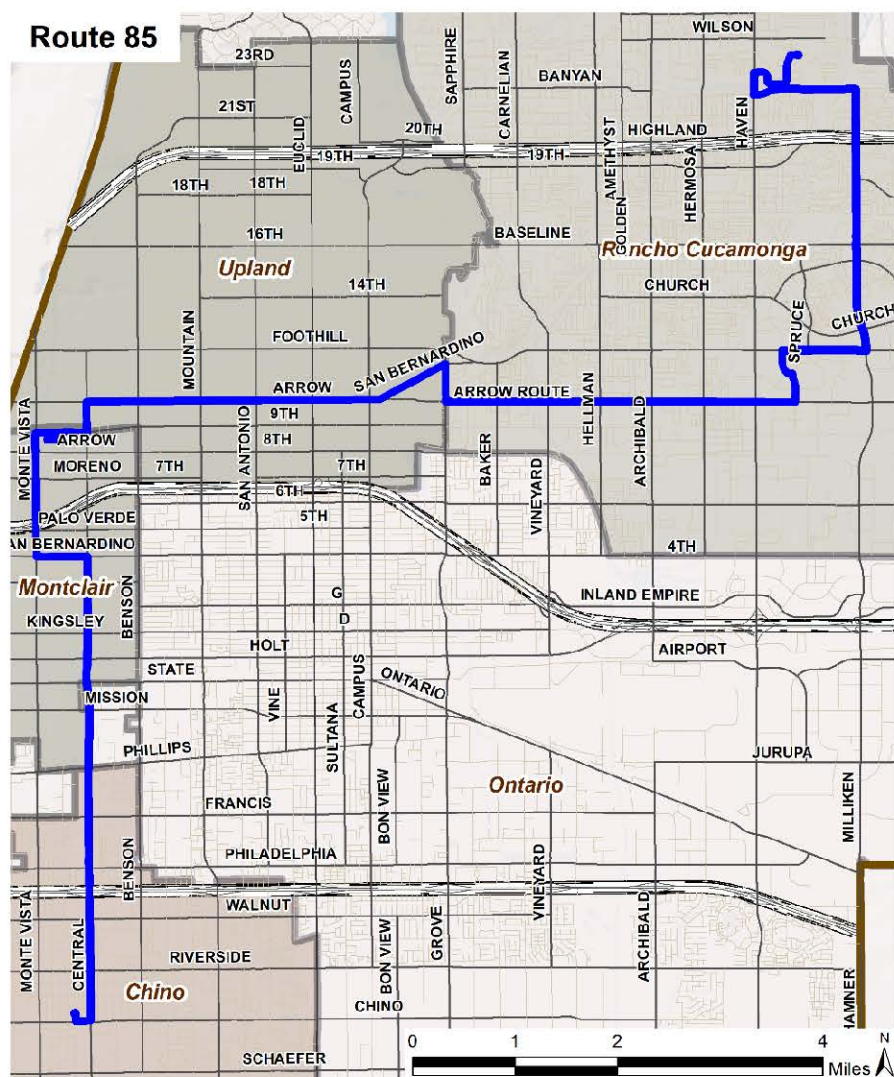 Route 85
WILSON
23RD
CAMPUS
SAPPHIRE
CARNELIAN
BANYAN
21ST
EUCLID
20TH
HIGHLAND
HAVEN
19TH
19TH
AMETHYST
HERMOSA
18TH
18TH
GOLDEN
16TH
BASELINE
Rancho Cucamonga
Upland
14TH
CHURCH
MOUNTAIN
FOOTHILL
SAN BERNARDINO
SPRUCE
CHURCH
ARROW
ARROW ROUTE
MONTE VISTA
9TH
HELLMAN
ARCHIBALD
ARROW
8TH
SAN ANTONIO
BAKER
MORENO
7TH
7TH
VINEYARD
6TH
PALO VERDE
5TH
AN BERNARDINO
4TH
Montclair
BENSON
G
INLAND EMPIRE
KINGSLEY
D
HOLT
AIRPORT
STATE
CAMPUS
ONTARIO
MISSION
VINE
SULTANA
PHILLIPS
JURUPA
Ontario
MILLIKEN
FRANCIS
BON VIEW
BENSON
PHILADELPHIA
WALNUT
VINEYARD
ARCHIBALD
MONTE VISTA
CENTRAL
RIVERSIDE
BON VIEW
GROVE
Chino
CHINO
HAMNER
SCHAEFER
0 1 2 4
Miles
N